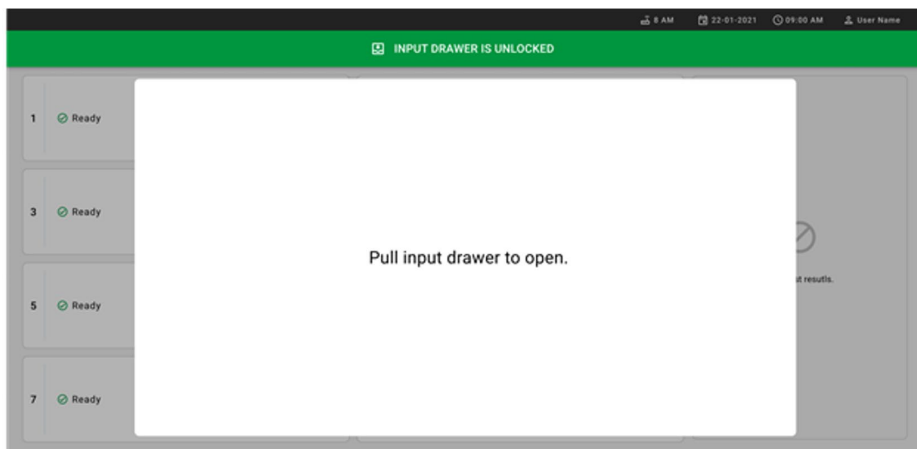 8 AM 22-01-2021 09:00 AM User Name
INPUT DRAWER IS UNLOCKED
1 Ready
3 Ready
Pull input drawer to open.
st resutls.
5 Ready
7 Ready